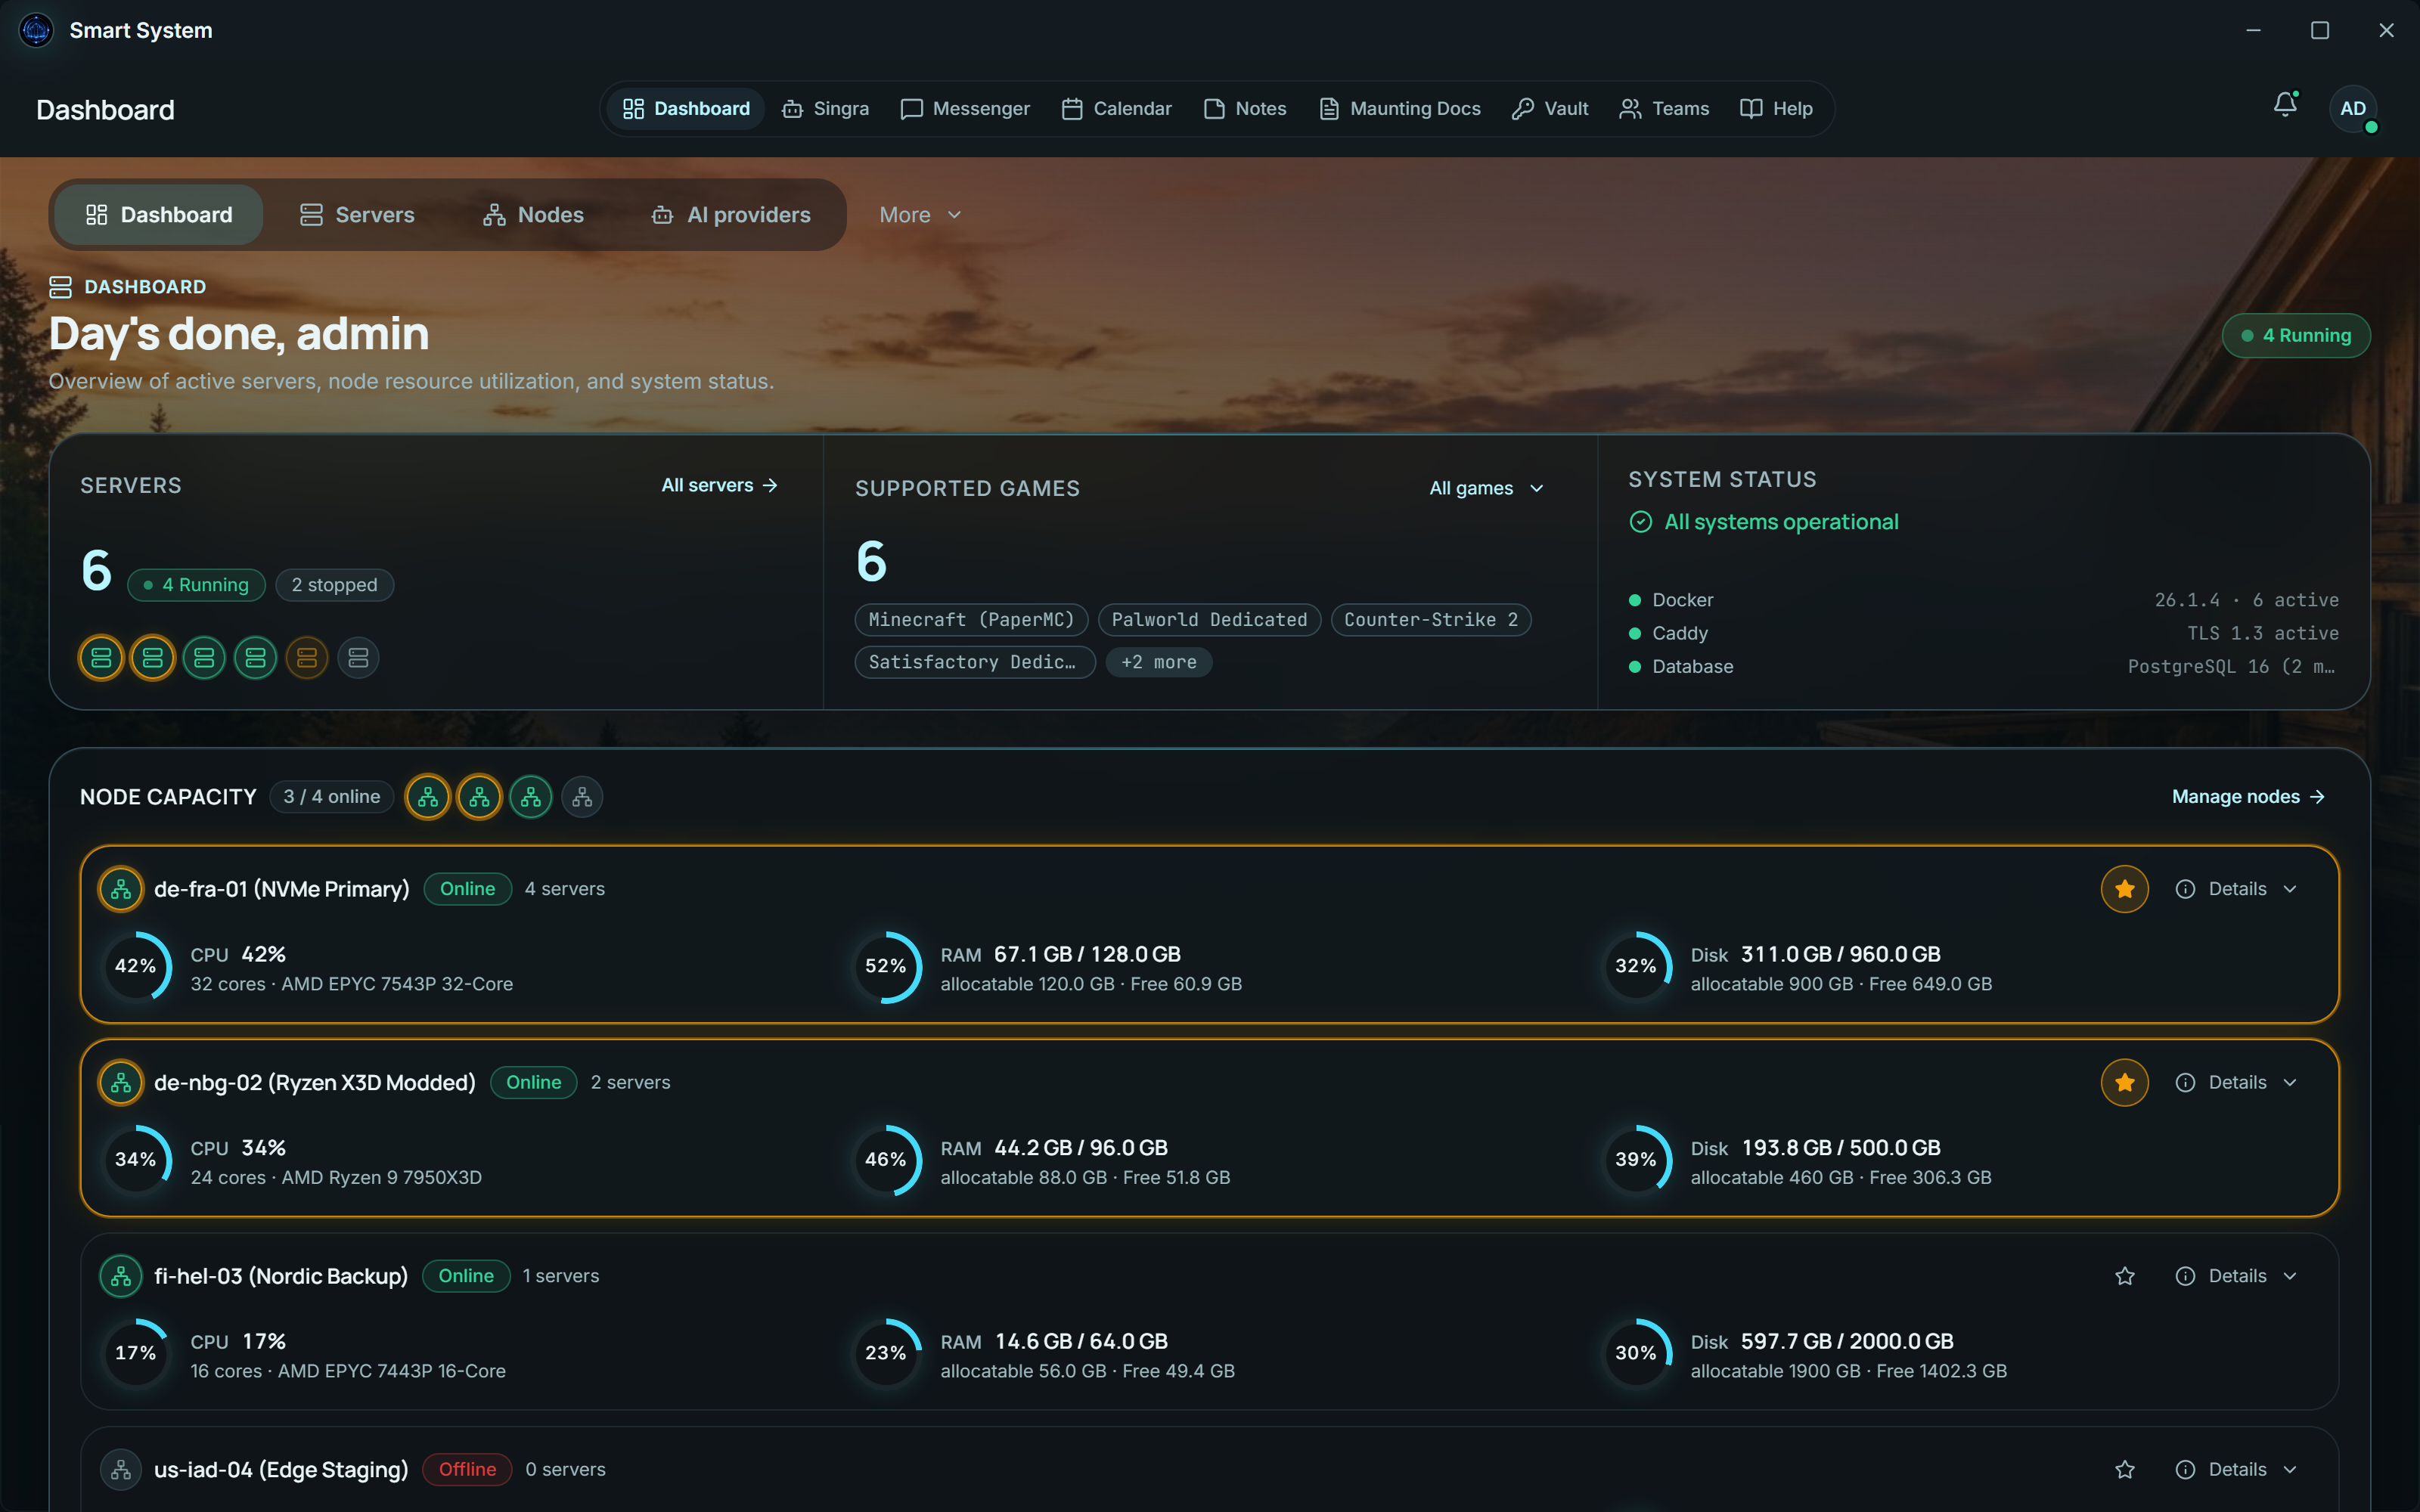 Smart System
Dashboard
Dashboard Singra Messenger Calendar Notes Maunting Docs Vault Teams Help
AD
Dashboard Servers Nodes AI providers More
DASHBOARD
Day's done, admin
4 Running
Overview of active servers, node resource utilization, and system status.
SERVERS All servers →
6 4 Running 2 stopped
SUPPORTED GAMES All games
6
Minecraft (PaperMC) Palworld Dedicated Counter-Strike 2
Satisfactory Dedic… +2 more
SYSTEM STATUS
All systems operational
Docker 26.1.4 · 6 active
Caddy TLS 1.3 active
Database PostgreSQL 16 (2 m…
NODE CAPACITY 3 / 4 online Manage nodes →
de-fra-01 (NVMe Primary) Online 4 servers Details
42% CPU 42% 52% RAM 67.1 GB / 128.0 GB 32% Disk 311.0 GB / 960.0 GB
32 cores · AMD EPYC 7543P 32-Core allocatable 120.0 GB · Free 60.9 GB allocatable 900 GB · Free 649.0 GB
de-nbg-02 (Ryzen X3D Modded) Online 2 servers Details
34% CPU 34% 46% RAM 44.2 GB / 96.0 GB 39% Disk 193.8 GB / 500.0 GB
24 cores · AMD Ryzen 9 7950X3D allocatable 88.0 GB · Free 51.8 GB allocatable 460 GB · Free 306.3 GB
fi-hel-03 (Nordic Backup) Online 1 servers Details
17% CPU 17% 23% RAM 14.6 GB / 64.0 GB 30% Disk 597.7 GB / 2000.0 GB
16 cores · AMD EPYC 7443P 16-Core allocatable 56.0 GB · Free 49.4 GB allocatable 1900 GB · Free 1402.3 GB
us-iad-04 (Edge Staging) Offline 0 servers Details